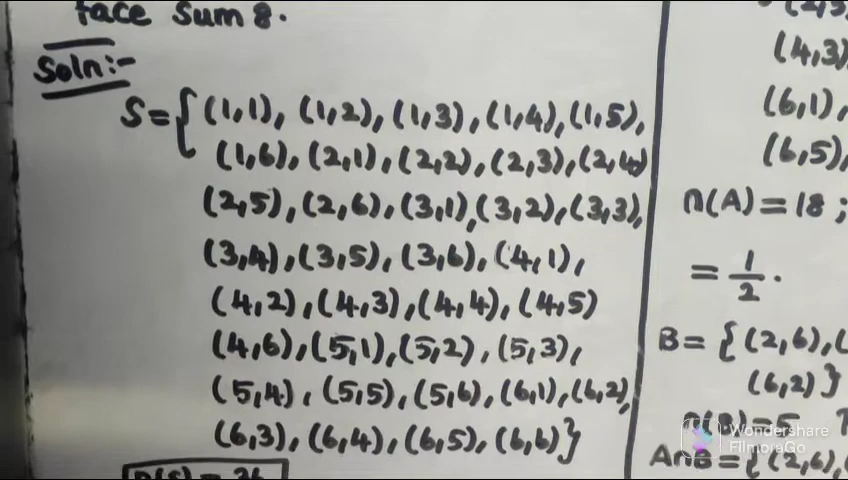 face Sum 8.
Soln:-
S = { (1,1), (1,2), (1,3), (1,4), (1,5),
(1,6), (2,1), (2,2), (2,3), (2,4)
(2,5), (2,6), (3,1), (3,2), (3,3),
(3,4), (3,5), (3,6), (4,1),
(4,2), (4,3), (4,4), (4,5)
(4,6), (5,1), (5,2), (5,3),
(5,4), (5,5), (5,6), (6,1), (6,2),
(6,3), (6,4), (6,5), (6,6)}
n(S) = 36
(4,3)
(6,1),
(6,5),
n(A) = 18 ;
= 1/2 .
B = { (2,6), (
(6,2) }
n(B) = 5
A∩B = { (2,6), (
Wondershare
FilmoraGo